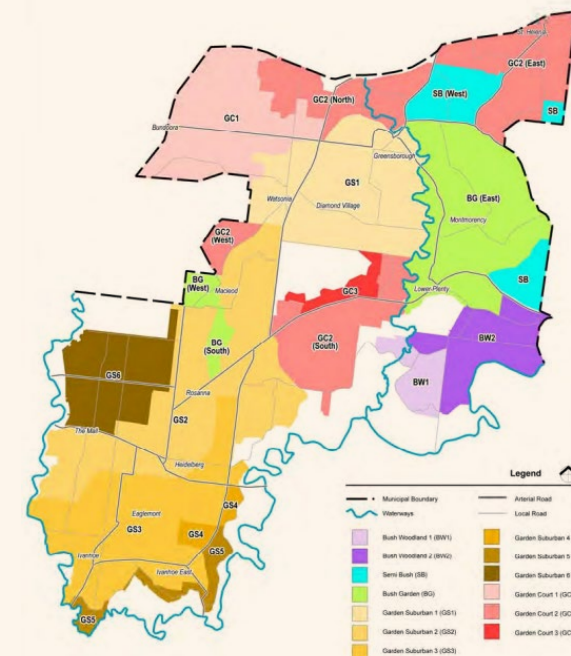 St. Helena
GC2 (East)
SB (West)
SB
GC2 (North)
GC1
Bundoora
Greensborough
GS1
BG (East)
Watsonia
Diamond Village
Montmorency
GC2
(West)
BG
(West)
Macleod
SB
Lower-Plenty
GC3
BG
(South)
GC2
(South)
BW2
GS6
BW1
Rosanna
GS2
The Mall
Heidelberg
GS4
Eaglemont
GS3
GS4
GS5
Ivanhoe
Ivanhoe East
GS5
Legend
Municipal Boundary
Arterial Road
Waterways
Local Road
Bush Woodland 1 (BW1)
Garden Suburban 4
Bush Woodland 2 (BW2)
Garden Suburban 5
Semi Bush (SB)
Garden Suburban 6
Bush Garden (BG)
Garden Court 1 (GC
Garden Suburban 1 (GS1)
Garden Court 2 (GC
Garden Suburban 2 (GS2)
Garden Court 3 (GC
Garden Suburban 3 (GS3)